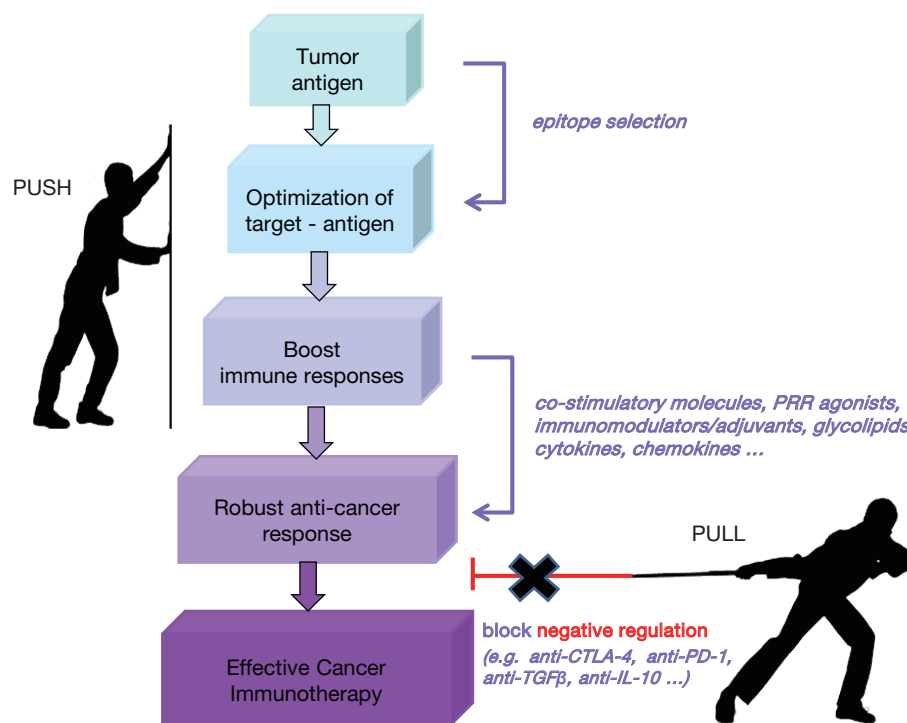 Tumor
antigen
epitope selection
PUSH
Optimization of
target - antigen
Boost
immune responses
co-stimulatory molecules, PRR agonists,
immunomodulators/adjuvants, glycolipids
cytokines, chemokines ...
Robust anti-cancer
response
PULL
block negative regulation
(e.g. anti-CTLA-4, anti-PD-1,
anti-TGFβ, anti-IL-10 ...)
Effective Cancer
Immunotherapy